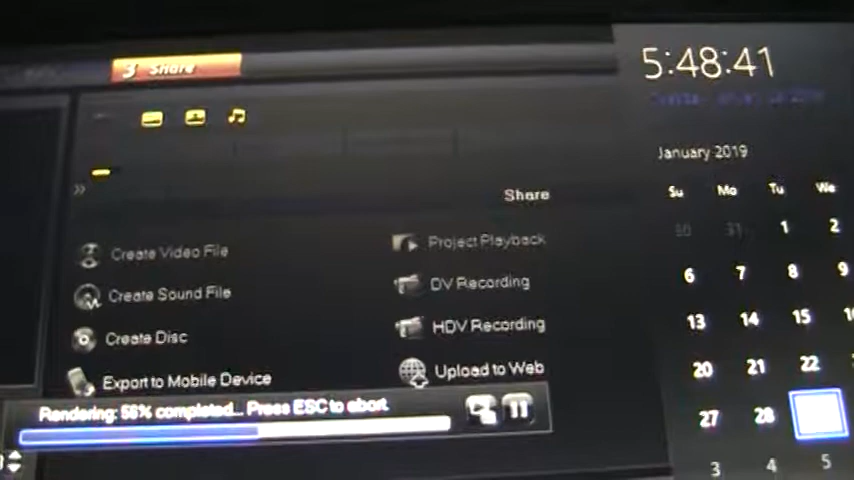 3 Share
5:48:41
January 2019
Su Mo Tu We
30 31 1 2
6 7 8 9
13 14 15
20 21 22
27 28
3 4 5
Share
Create Video File
Project Playback
Create Sound File
DV Recording
Create Disc
HDV Recording
Export to Mobile Device
Upload to Web
Rendering: 56% completed... Press ESC to abort.